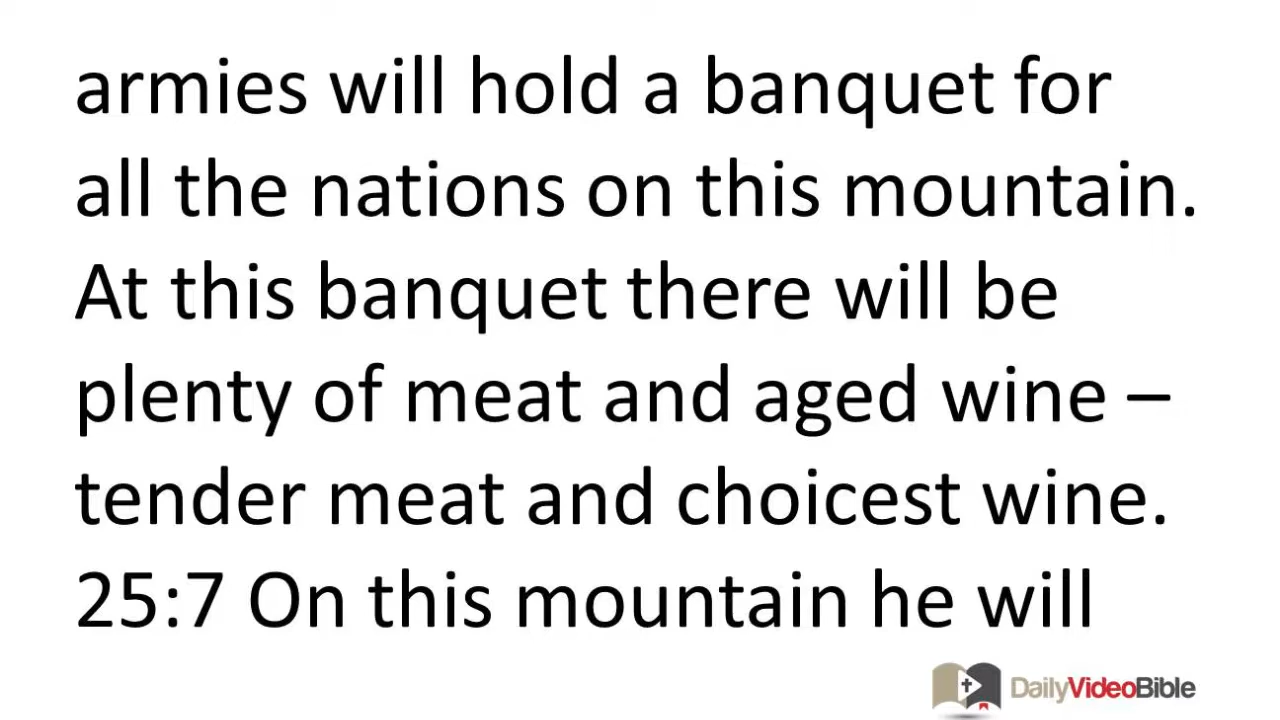 armies will hold a banquet for
all the nations on this mountain.
At this banquet there will be
plenty of meat and aged wine –
tender meat and choicest wine.
25:7 On this mountain he will
DailyVideoBible